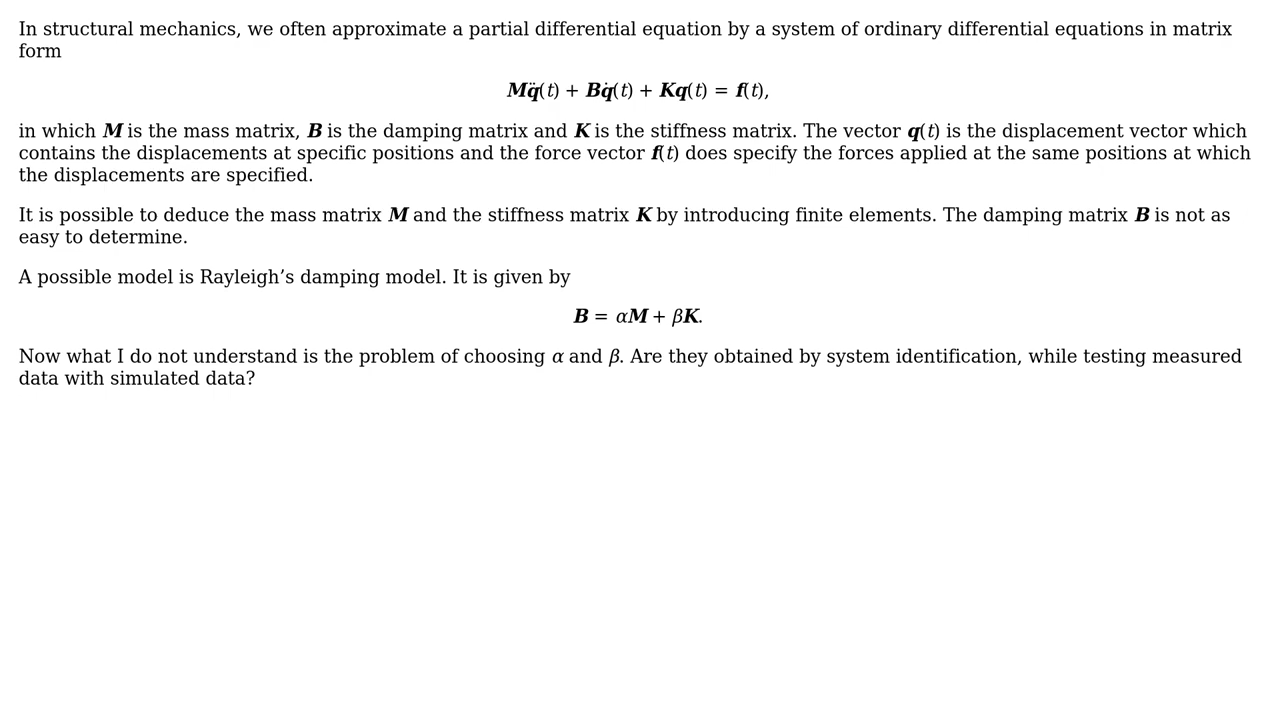 In structural mechanics, we often approximate a partial differential equation by a system of ordinary differential equations in matrix
form
Mq̈(t) + Bq̇(t) + Kq(t) = f(t),
in which M is the mass matrix, B is the damping matrix and K is the stiffness matrix. The vector q(t) is the displacement vector which
contains the displacements at specific positions and the force vector f(t) does specify the forces applied at the same positions at which
the displacements are specified.
It is possible to deduce the mass matrix M and the stiffness matrix K by introducing finite elements. The damping matrix B is not as
easy to determine.
A possible model is Rayleigh’s damping model. It is given by
B = αM + βK.
Now what I do not understand is the problem of choosing α and β. Are they obtained by system identification, while testing measured
data with simulated data?